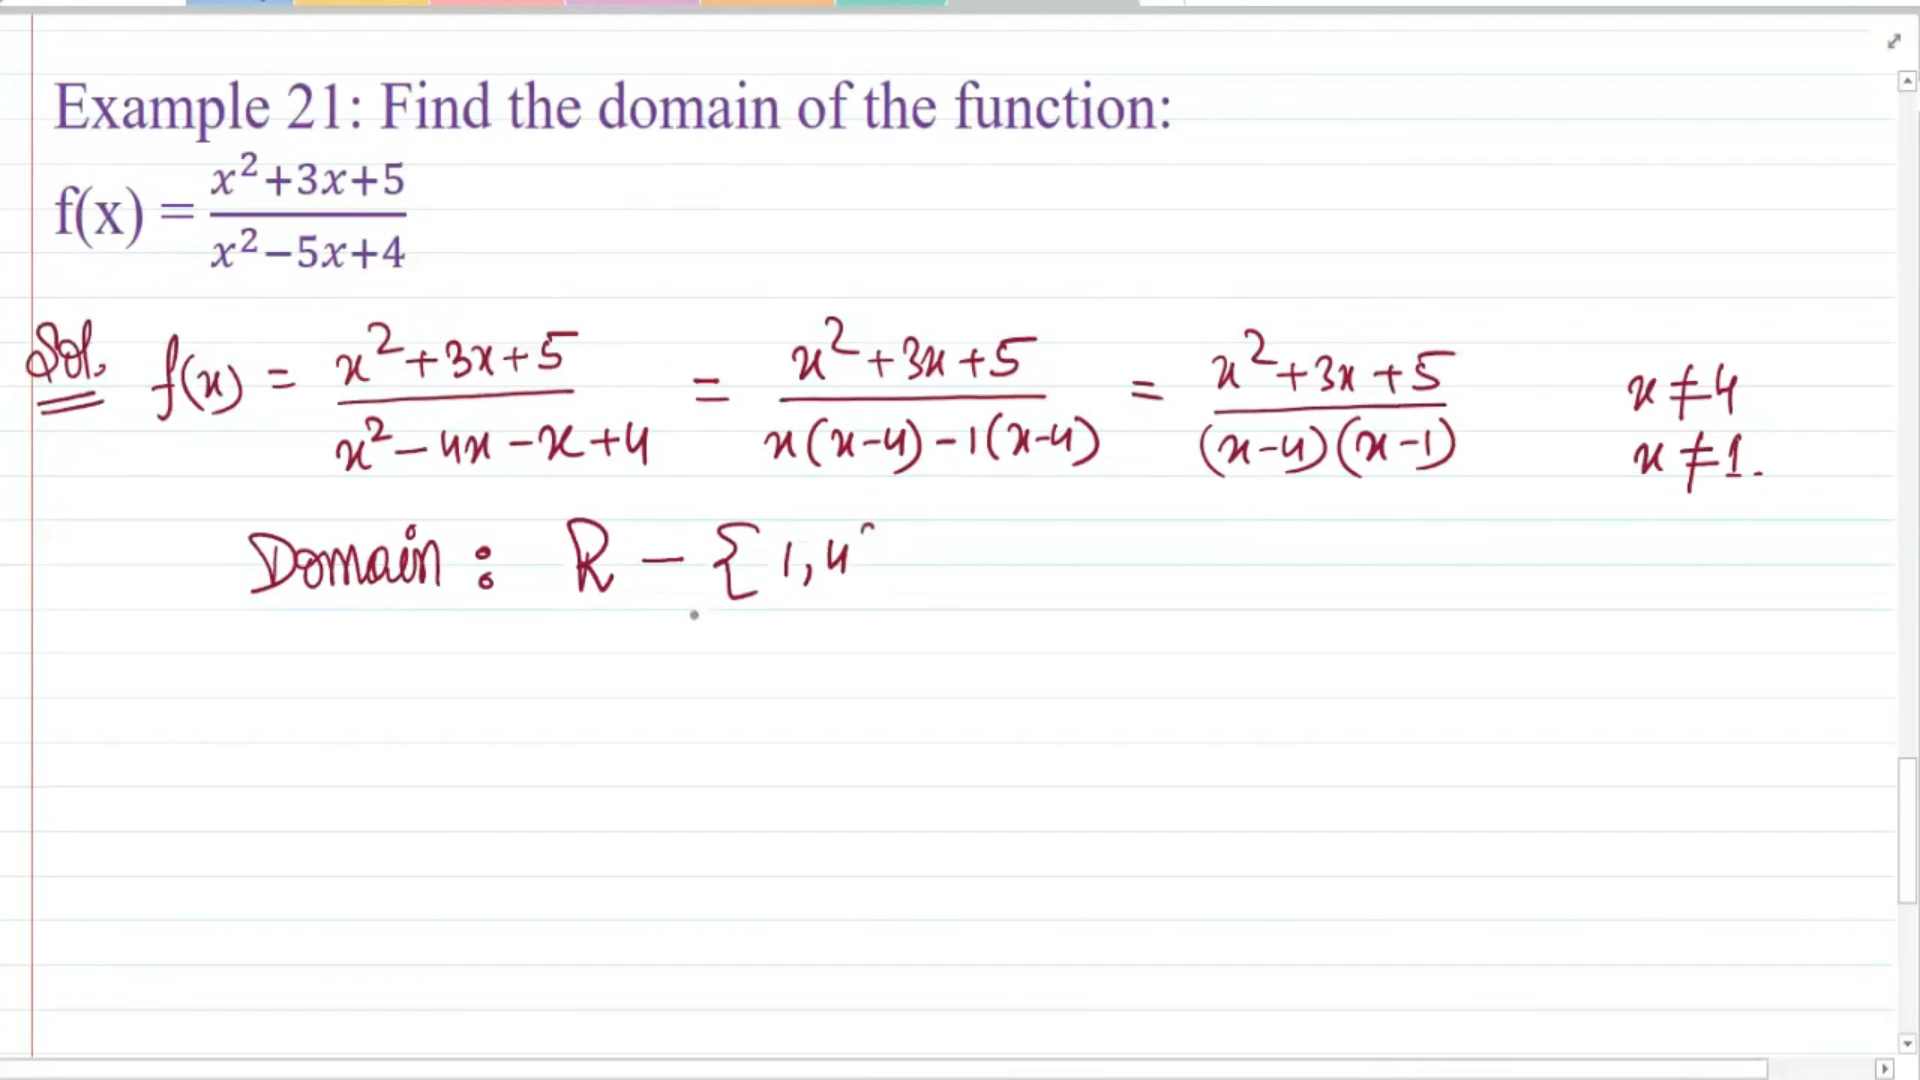 Example 21: Find the domain of the function:
f(x) = (x²+3x+5)/(x²−5x+4)
Sol. f(x) = (x²+3x+5)/(x²−4x−x+4) = (x²+3x+5)/(x(x−4)−1(x−4)) = (x²+3x+5)/((x−4)(x−1)) x≠4
x≠1.
Domain : R − {1,4